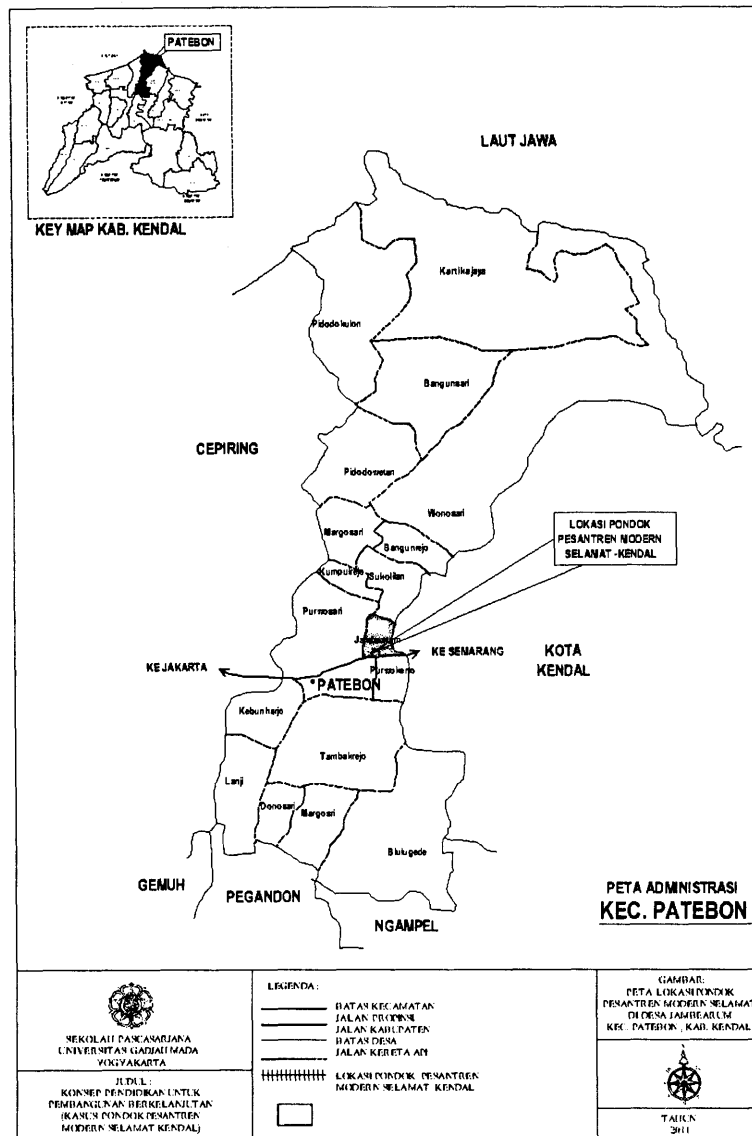 PATEBON
KEY MAP KAB. KENDAL
LAUT JAWA
Kartikajaya
Pidodokulon
Bangunsari
CEPIRING
Pidodowetan
Wonosari
Margosari
Bangunrejo
LOKASI PONDOK
PESANTREN MODERN
SELAMAT -KENDAL
Kumpulrejo
Sukolilan
Purwosari
KE JAKARTA
KE SEMARANG
KOTA
KENDAL
PATEBON
Purwokerto
Kebunharjo
Tambakrejo
Lanji
Donosari
Margosri
Blulugede
GEMUH
PEGANDON
NGAMPEL
PETA ADMINISTRASI
KEC. PATEBON
SEKOLAH PASCASARJANA
UNIVERSITAS GADJAH MADA
YOGYAKARTA
JUDUL :
KONSEP PENDIDIKAN UNTUK
PEMBANGUNAN BERKELANJUTAN
(KASUS PONDOK PESANTREN
MODERN SELAMAT KENDAL)
LEGENDA :
BATAS KECAMATAN
JALAN PROPINSI
JALAN KABUPATEN
BATAS DESA
JALAN KERETA API
LOKASI PONDOK PESANTREN
MODERN SELAMAT KENDAL
GAMBAR:
PETA LOKASI PONDOK
PESANTREN MODERN SELAMAT
DI DESA JAMBEARUM
KEC. PATEBON , KAB. KENDAL
TAHUN
2011